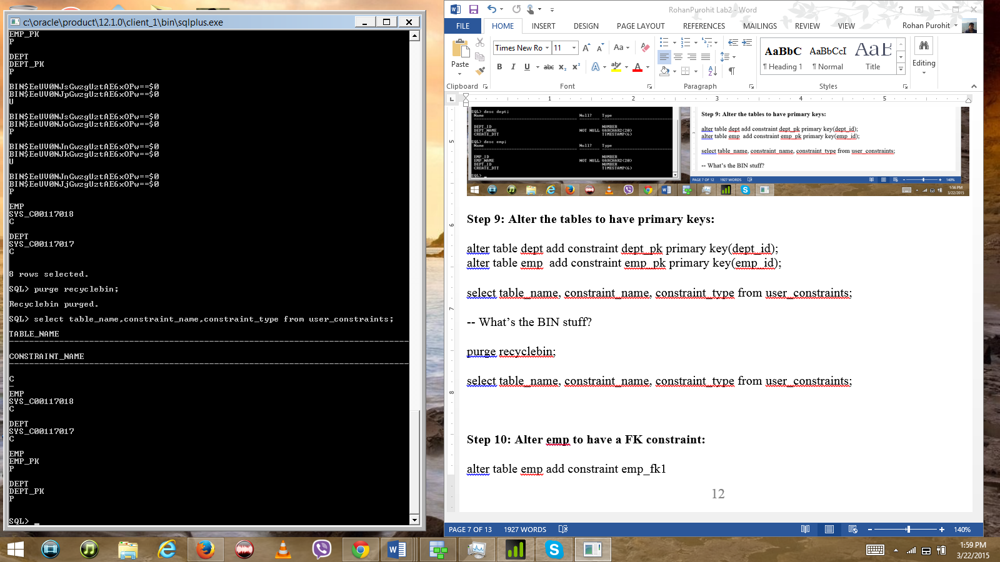 c:\oracle\product\12.1.0\client_1\bin\sqlplus.exe
EMP_PK
P
DEPT
DEPT_PK
P
BIN$EeUV0NJsGwzgUztAE6xOPw==$0
BIN$EeUV0NJpGwzgUztAE6xOPw==$0
U
BIN$EeUV0NJsGwzgUztAE6xOPw==$0
BIN$EeUV0NJoGwzgUztAE6xOPw==$0
P
BIN$EeUV0NJnGwzgUztAE6xOPw==$0
BIN$EeUV0NJkGwzgUztAE6xOPw==$0
U
BIN$EeUV0NJnGwzgUztAE6xOPw==$0
BIN$EeUV0NJjGwzgUztAE6xOPw==$0
P
EMP
SYS_C00117018
C
DEPT
SYS_C00117017
C
8 rows selected.
SQL> purge recyclebin;
Recyclebin purged.
SQL> select table_name,constraint_name,constraint_type from user_constraints;
TABLE_NAME
CONSTRAINT_NAME
C
-
EMP
SYS_C00117018
C
DEPT
SYS_C00117017
C
EMP
EMP_PK
P
DEPT
DEPT_PK
P
SQL> _
RohanPurohit Lab2 - Word
FILE HOME INSERT DESIGN PAGE LAYOUT REFERENCES MAILINGS REVIEW VIEW Rohan Purohit
Times New Ro 11
Paste
Clipboard Font Paragraph Styles
AaBbC AaBbCcI AaB
¶ Heading 1 ¶ Normal Title
Editing
1 2 3 4 5
SQL> desc dept;
Name Null? Type
DEPT_ID NUMBER
DEPT_NAME NOT NULL VARCHAR2(20)
CREATE_DTT TIMESTAMP(6)
SQL> desc emp;
Name Null? Type
EMP_ID NUMBER
EMP_NAME NOT NULL VARCHAR2(20)
DEPT_ID NUMBER
CREATE_DTT TIMESTAMP(6)
SQL> _
Step 9: Alter the tables to have primary keys:
alter table dept add constraint dept_pk primary key(dept_id);
alter table emp add constraint emp_pk primary key(emp_id);
select table_name, constraint_name, constraint_type from user_constraints;
-- What's the BIN stuff?
PAGE 7 OF 12 1927 WORDS 140%
1:56 PM
3/22/2015
Step 9: Alter the tables to have primary keys:
alter table dept add constraint dept_pk primary key(dept_id);
alter table emp  add constraint emp_pk primary key(emp_id);
select table_name, constraint_name, constraint_type from user_constraints;
-- What’s the BIN stuff?
purge recyclebin;
select table_name, constraint_name, constraint_type from user_constraints;
Step 10: Alter emp to have a FK constraint:
alter table emp add constraint emp_fk1
12
PAGE 7 OF 13 1927 WORDS 140%
1:59 PM
3/22/2015